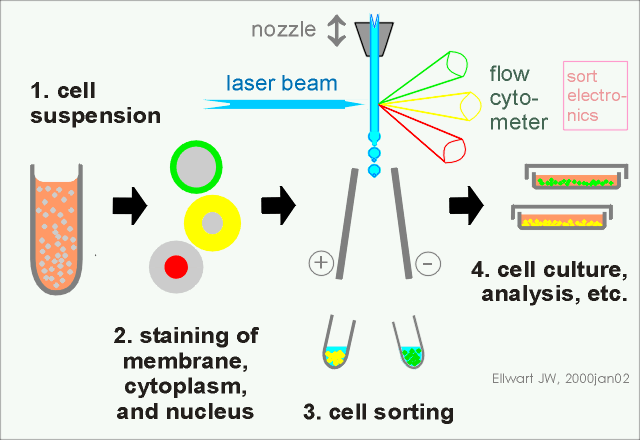 nozzle
laser beam
flow
cyto-
meter
sort
electro-
nics
1. cell
suspension
+
−
2. staining of
membrane,
cytoplasm,
and nucleus
3. cell sorting
4. cell culture,
analysis, etc.
Ellwart JW, 2000jan02